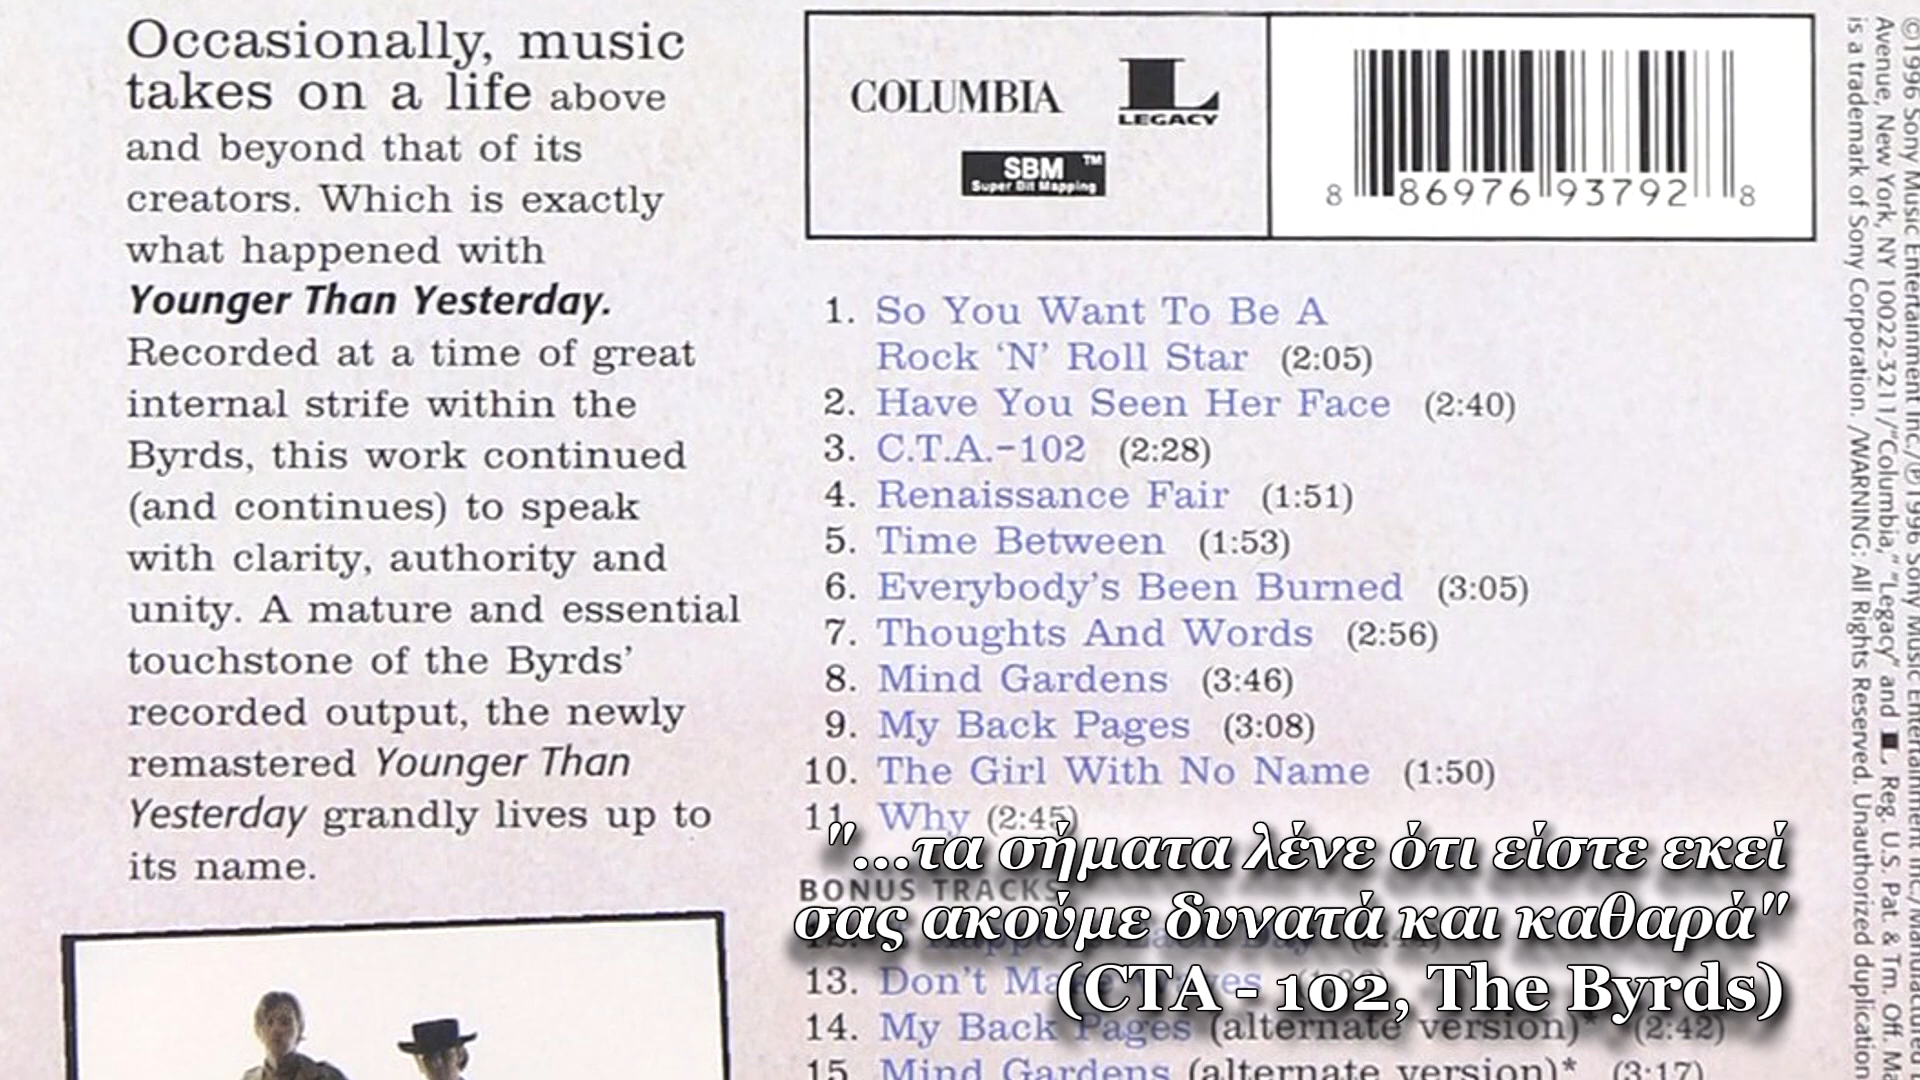 Occasionally, music
takes on a life above
and beyond that of its
creators. Which is exactly
what happened with
Younger Than Yesterday.
Recorded at a time of great
internal strife within the
Byrds, this work continued
(and continues) to speak
with clarity, authority and
unity. A mature and essential
touchstone of the Byrds'
recorded output, the newly
remastered Younger Than
Yesterday grandly lives up to
its name.
COLUMBIA
L
LEGACY
SBM™
Super Bit Mapping
8 86976 93792 8
1. So You Want To Be A
Rock 'N' Roll Star (2:05)
2. Have You Seen Her Face (2:40)
3. C.T.A.-102 (2:28)
4. Renaissance Fair (1:51)
5. Time Between (1:53)
6. Everybody's Been Burned (3:05)
7. Thoughts And Words (2:56)
8. Mind Gardens (3:46)
9. My Back Pages (3:08)
10. The Girl With No Name (1:50)
11. Why (2:45)
BONUS TRACKS
12. Each Day
13. Don't Make
14. My Back Pages (alternate version)* (2:42)
15. Mind Gardens (alternate version)* (3:17)
"...τα σήματα λένε ότι είστε εκεί
σας ακούμε δυνατά και καθαρά"
(CTA - 102, The Byrds)
©1996 Sony Music Entertainment Inc./℗1996 Sony Music Entertainment Inc./Manufactured
Avenue, New York, NY 10022-3211/"Columbia," "Legacy" and L, Reg. U.S. Pat. & Tm. Off. Ma
is a trademark of Sony Corporation. /WARNING: All Rights Reserved. Unauthorized duplication